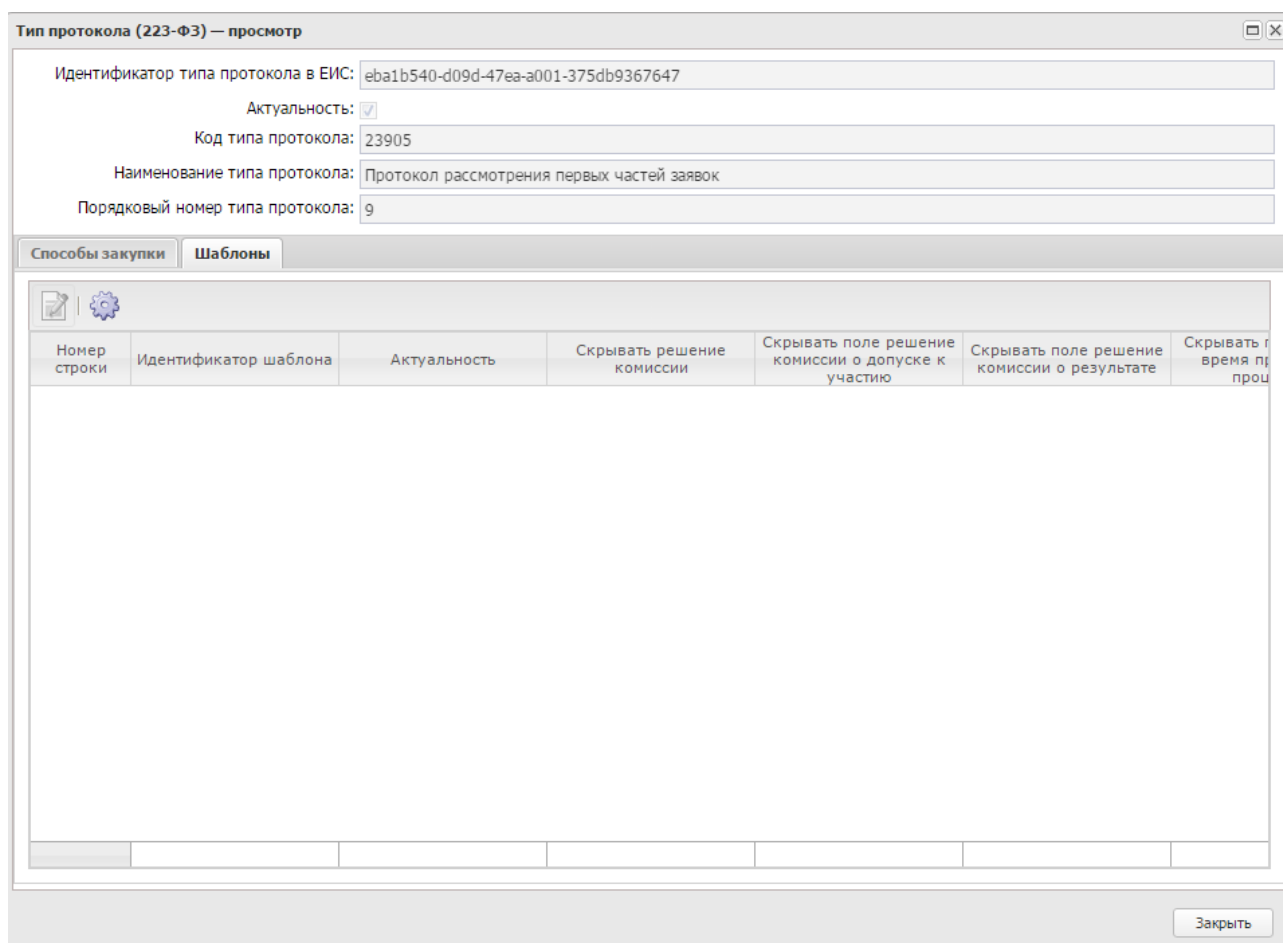 Тип протокола (223-ФЗ) — просмотр
Идентификатор типа протокола в ЕИС: eba1b540-d09d-47ea-a001-375db9367647
Актуальность:
Код типа протокола: 23905
Наименование типа протокола: Протокол рассмотрения первых частей заявок
Порядковый номер типа протокола: 9
Способы закупки Шаблоны
Номер строки
Идентификатор шаблона
Актуальность
Скрывать решение комиссии
Скрывать поле решение комиссии о допуске к участию
Скрывать поле решение комиссии о результате
Скрывать
время
Закрыть